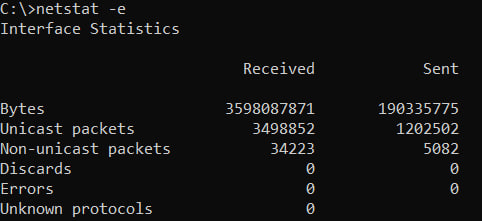 C:\>netstat -e
Interface Statistics
Received Sent
Bytes 3598087871 190335775
Unicast packets 3498852 1202502
Non-unicast packets 34223 5082
Discards 0 0
Errors 0 0
Unknown protocols 0